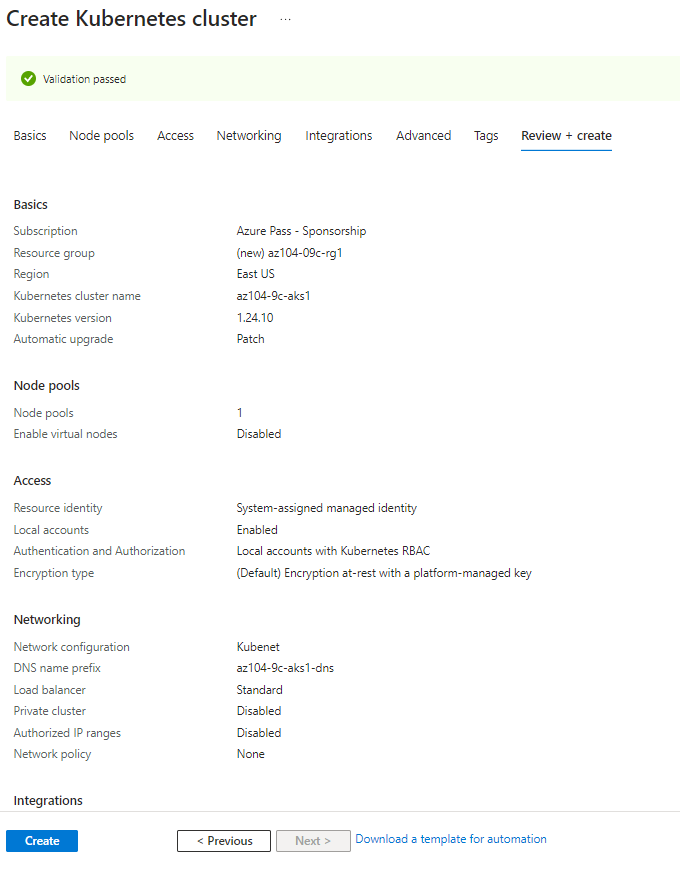 Create Kubernetes cluster ...
Validation passed
Basics Node pools Access Networking Integrations Advanced Tags Review + create
Basics
Subscription Azure Pass - Sponsorship
Resource group (new) az104-09c-rg1
Region East US
Kubernetes cluster name az104-9c-aks1
Kubernetes version 1.24.10
Automatic upgrade Patch
Node pools
Node pools 1
Enable virtual nodes Disabled
Access
Resource identity System-assigned managed identity
Local accounts Enabled
Authentication and Authorization Local accounts with Kubernetes RBAC
Encryption type (Default) Encryption at-rest with a platform-managed key
Networking
Network configuration Kubenet
DNS name prefix az104-9c-aks1-dns
Load balancer Standard
Private cluster Disabled
Authorized IP ranges Disabled
Network policy None
Integrations
Create < Previous Next > Download a template for automation